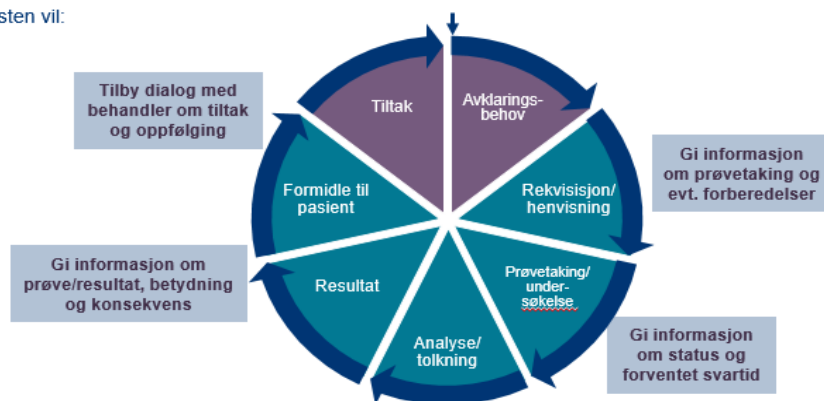 sten vil:
Tilby dialog med
behandler om tiltak
og oppfølging
Tiltak
Avklarings-
behov
Gi informasjon
om prøvetaking og
evt. forberedelser
Formidle til
pasient
Rekvisisjon/
henvisning
Gi informasjon om
prøve/resultat, betydning
og konsekvens
Resultat
Prøvetaking/
under-
søkelse
Analyse/
tolkning
Gi informasjon
om status og
forventet svartid